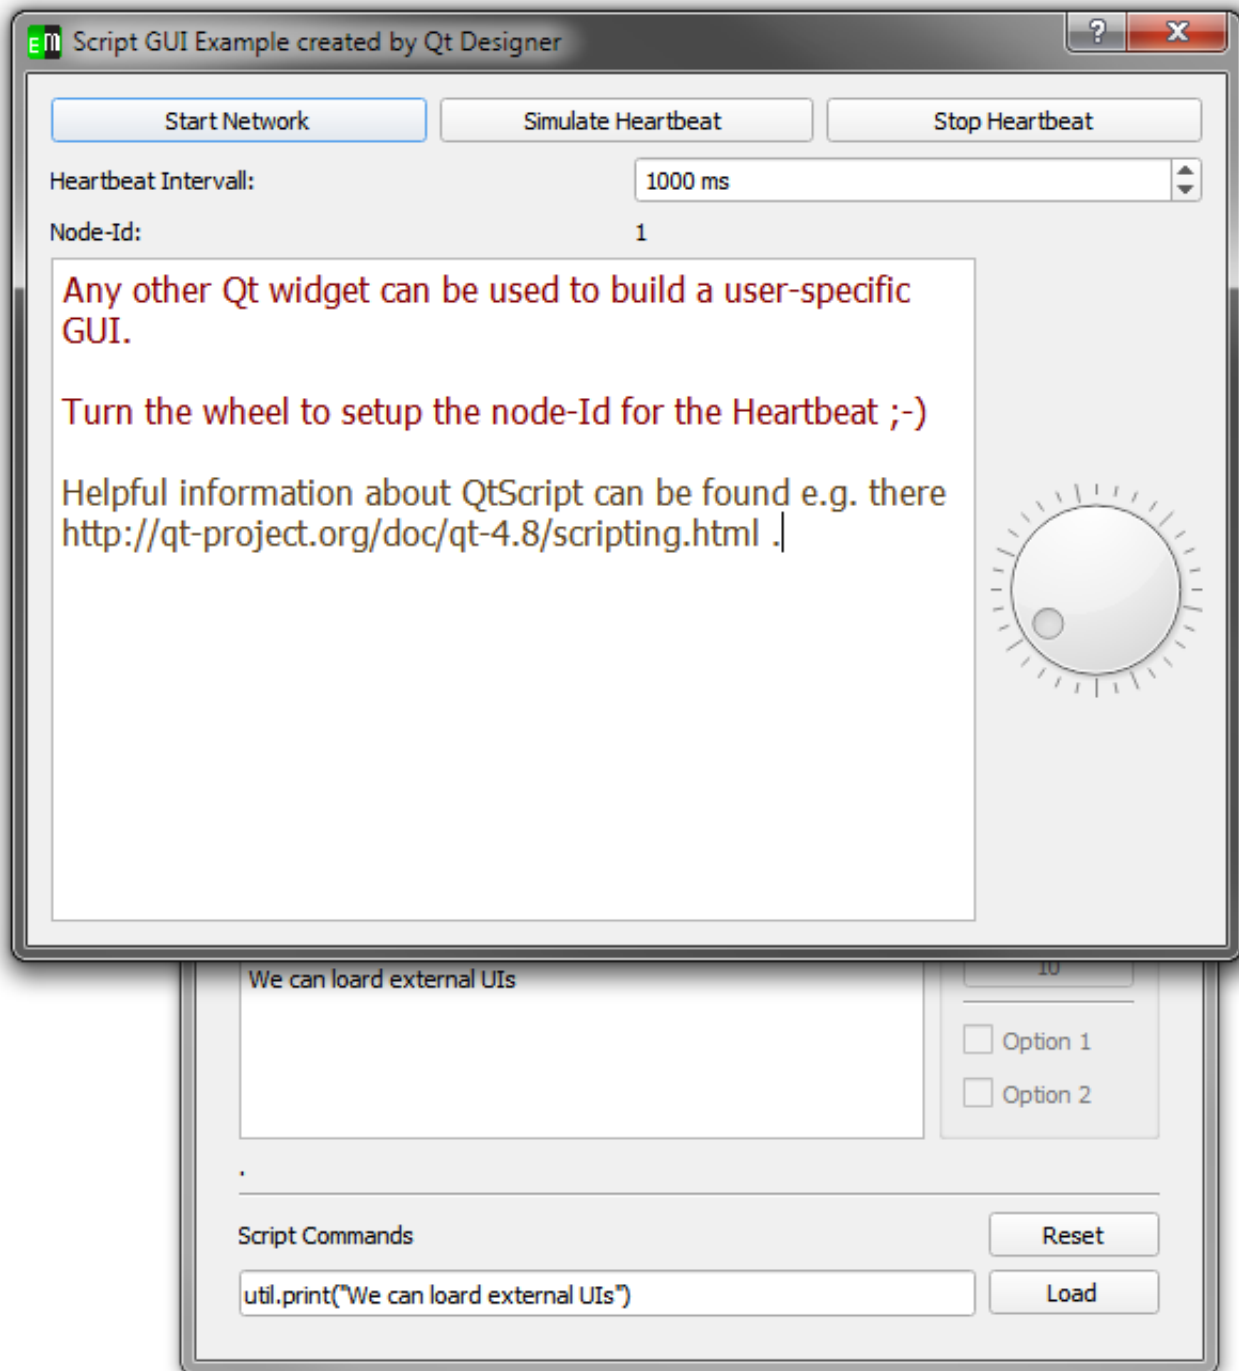 EM Script GUI Example created by Qt Designer ? X
Start Network Simulate Heartbeat Stop Heartbeat
Heartbeat Intervall: 1000 ms
Node-Id: 1
Any other Qt widget can be used to build a user-specific
GUI.
Turn the wheel to setup the node-Id for the Heartbeat ;-)
Helpful information about QtScript can be found e.g. there
http://qt-project.org/doc/qt-4.8/scripting.html .
We can loard external UIs 10
Option 1
Option 2
.
Script Commands Reset
util.print("We can loard external UIs") Load